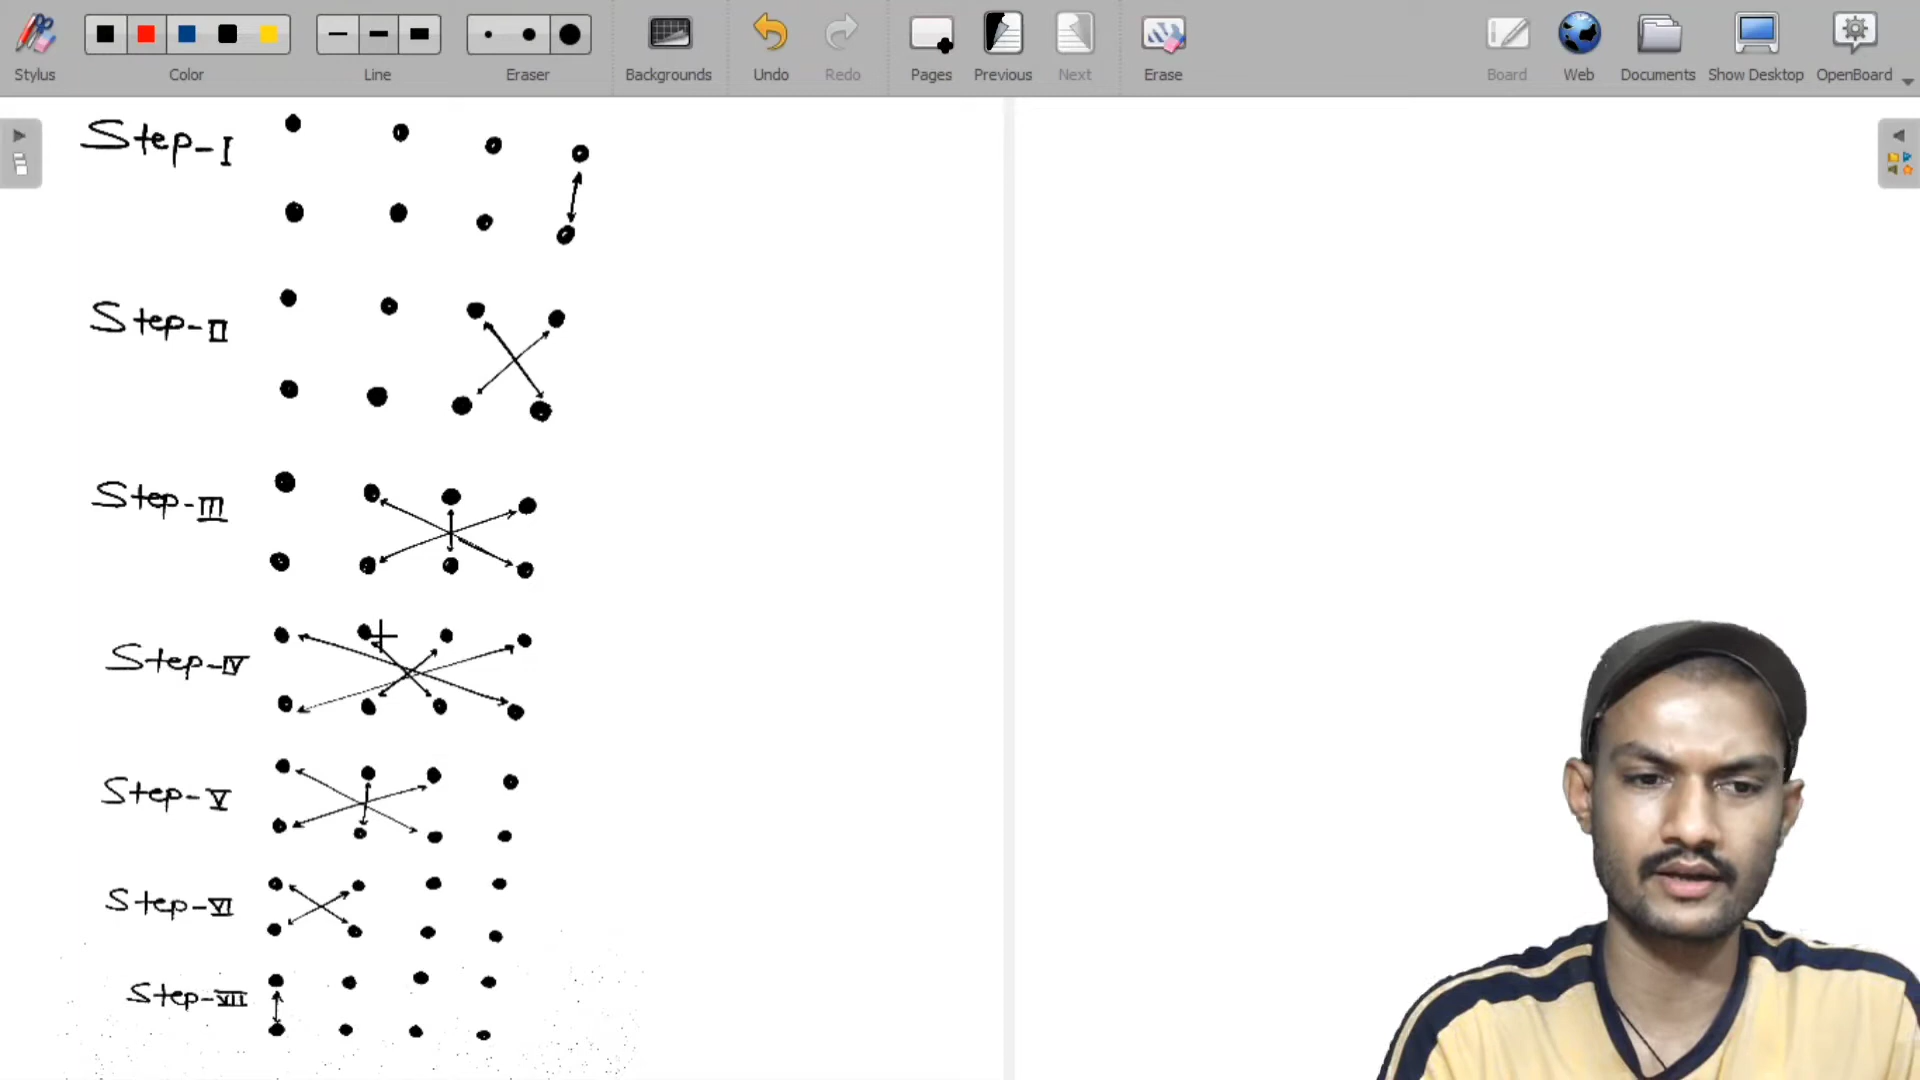 Stylus
Color
Line
Eraser
Backgrounds
Undo
Redo
Pages
Previous
Next
Erase
Board
Web
Documents
Show Desktop
OpenBoard
Step-I
Step-II
Step-III
Step-IV
Step-V
Step-VI
Step-VII